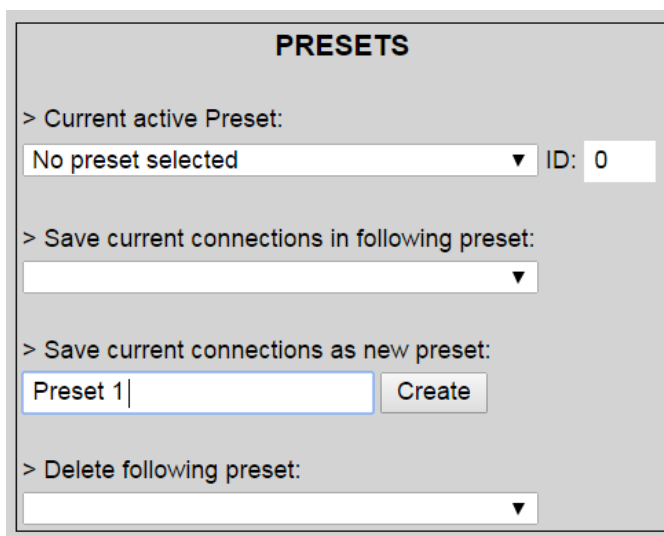 PRESETS
> Current active Preset:
No preset selected ▼ ID: 0
> Save current connections in following preset:
▼
> Save current connections as new preset:
Preset 1 Create
> Delete following preset:
▼